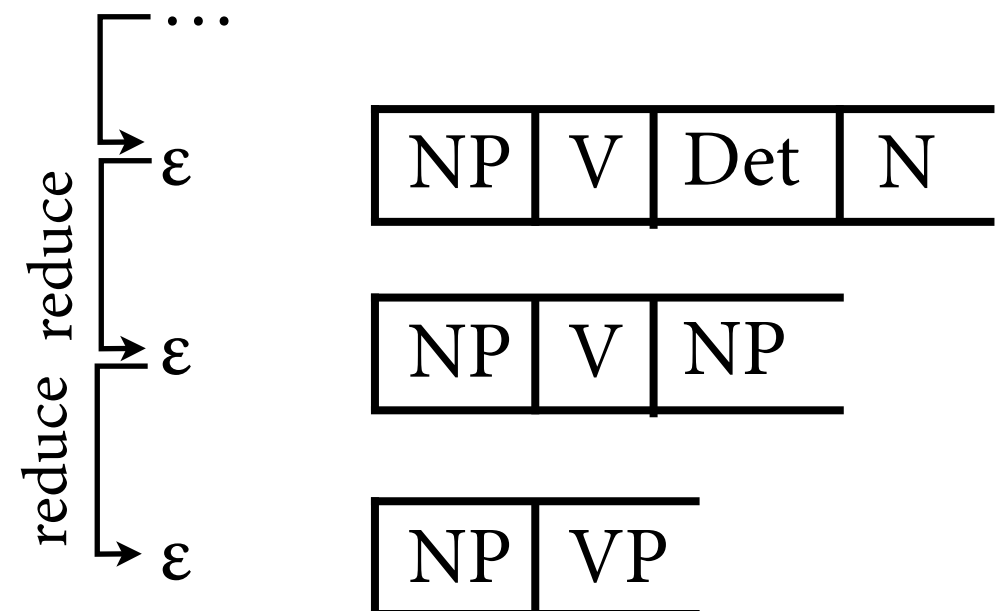 ...
ε NP V Det N
reduce
ε NP V NP
reduce
ε NP VP